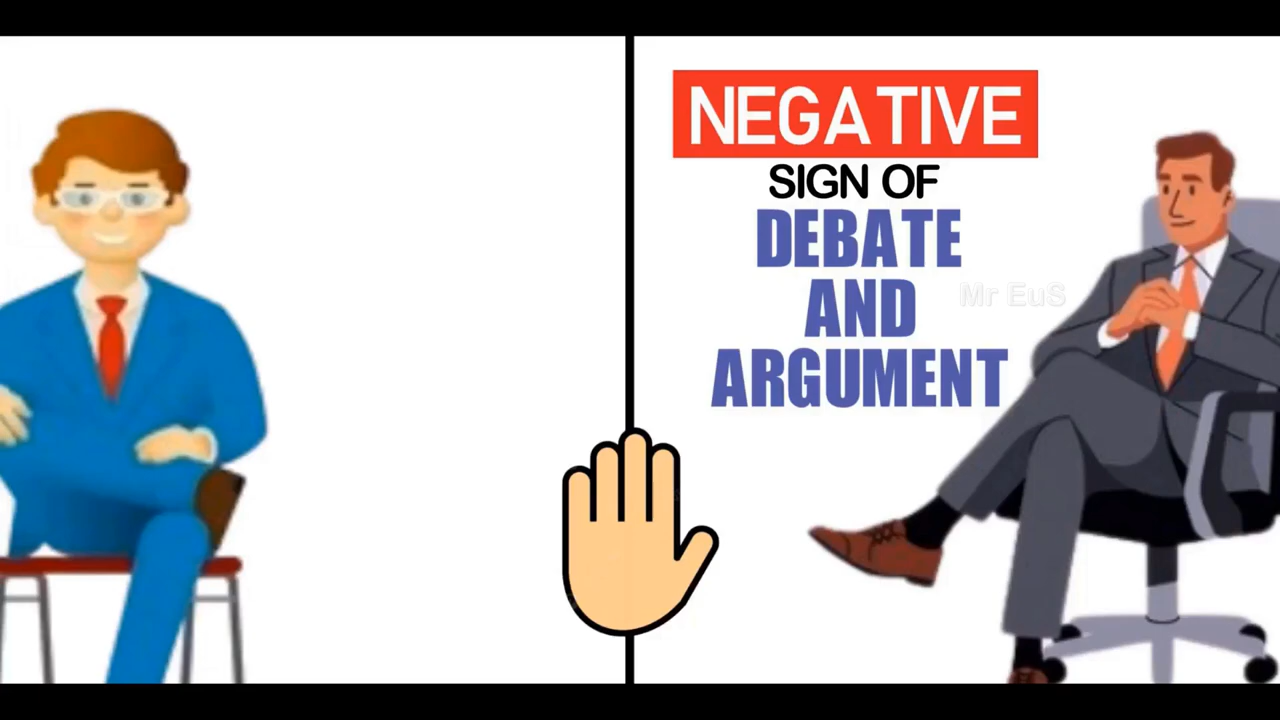 NEGATIVE
SIGN OF
DEBATE
AND
Mr EuS
ARGUMENT